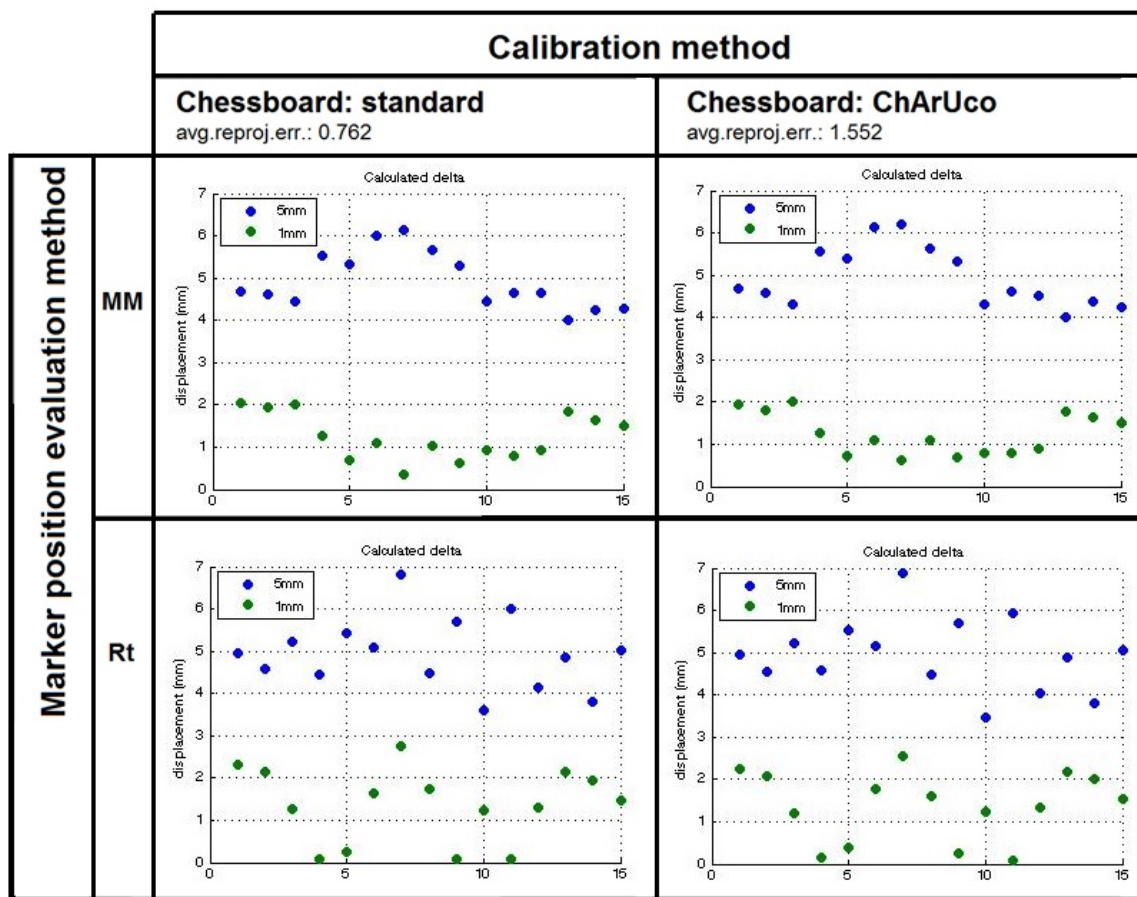 Calibration method
Chessboard: standard
avg.reproj.err.: 0.762
Chessboard: ChArUco
avg.reproj.err.: 1.552
Marker position evaluation method
MM
Calculated delta
displacement (mm)
7
6
5
4
3
2
1
0
5mm
1mm
0
5
10
15
Calculated delta
displacement (mm)
7
6
5
4
3
2
1
0
5mm
1mm
0
5
10
15
Rt
Calculated delta
displacement (mm)
7
6
5
4
3
2
1
0
5mm
1mm
0
5
10
15
Calculated delta
displacement (mm)
7
6
5
4
3
2
1
0
5mm
1mm
0
5
10
15